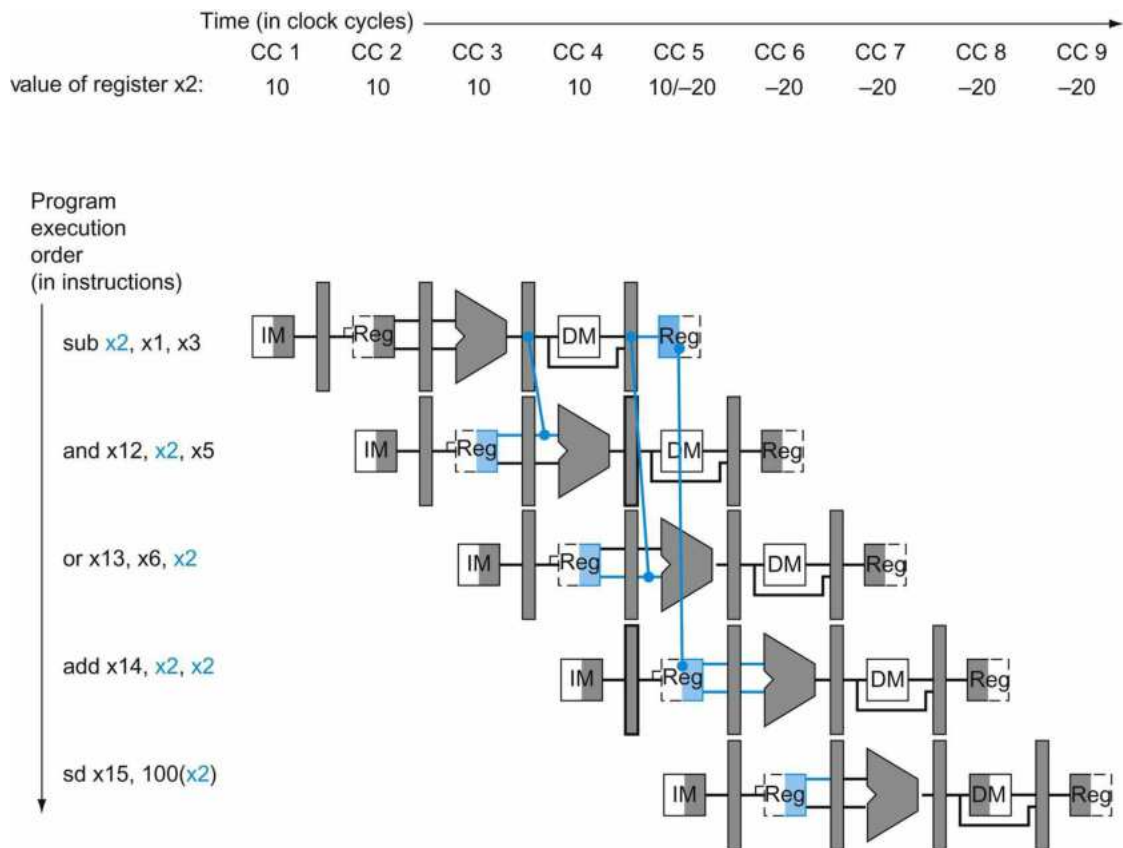 Time (in clock cycles)
CC 1 CC 2 CC 3 CC 4 CC 5 CC 6 CC 7 CC 8 CC 9
value of register x2: 10 10 10 10 10/–20 –20 –20 –20 –20
Program
execution
order
(in instructions)
sub x2, x1, x3
IM Reg DM Reg
and x12, x2, x5
IM Reg DM Reg
or x13, x6, x2
IM Reg DM Reg
add x14, x2, x2
IM Reg DM Reg
sd x15, 100(x2)
IM Reg DM Reg